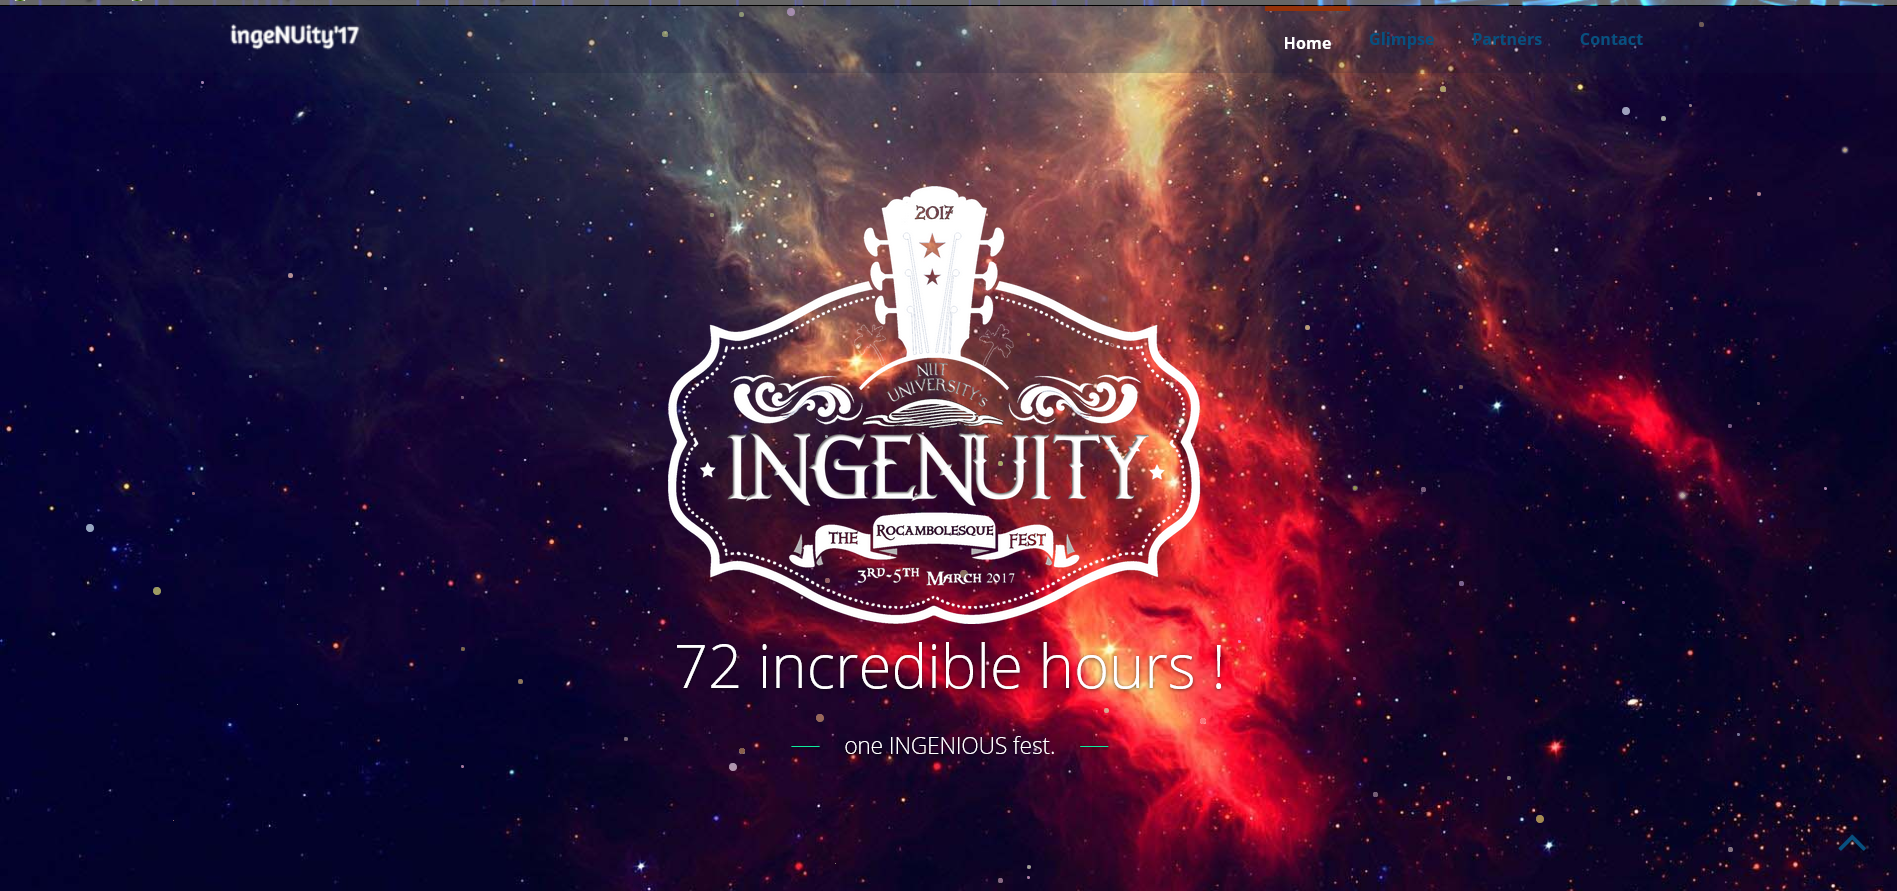 ingeNUity'17
Home Glimpse Partners Contact
2017
NIIT
UNIVERSITY'S
INGENUITY
THE ROCAMBOLESQUE FEST
3RD-5TH MARCH 2017
72 incredible hours !
one INGENIOUS fest.